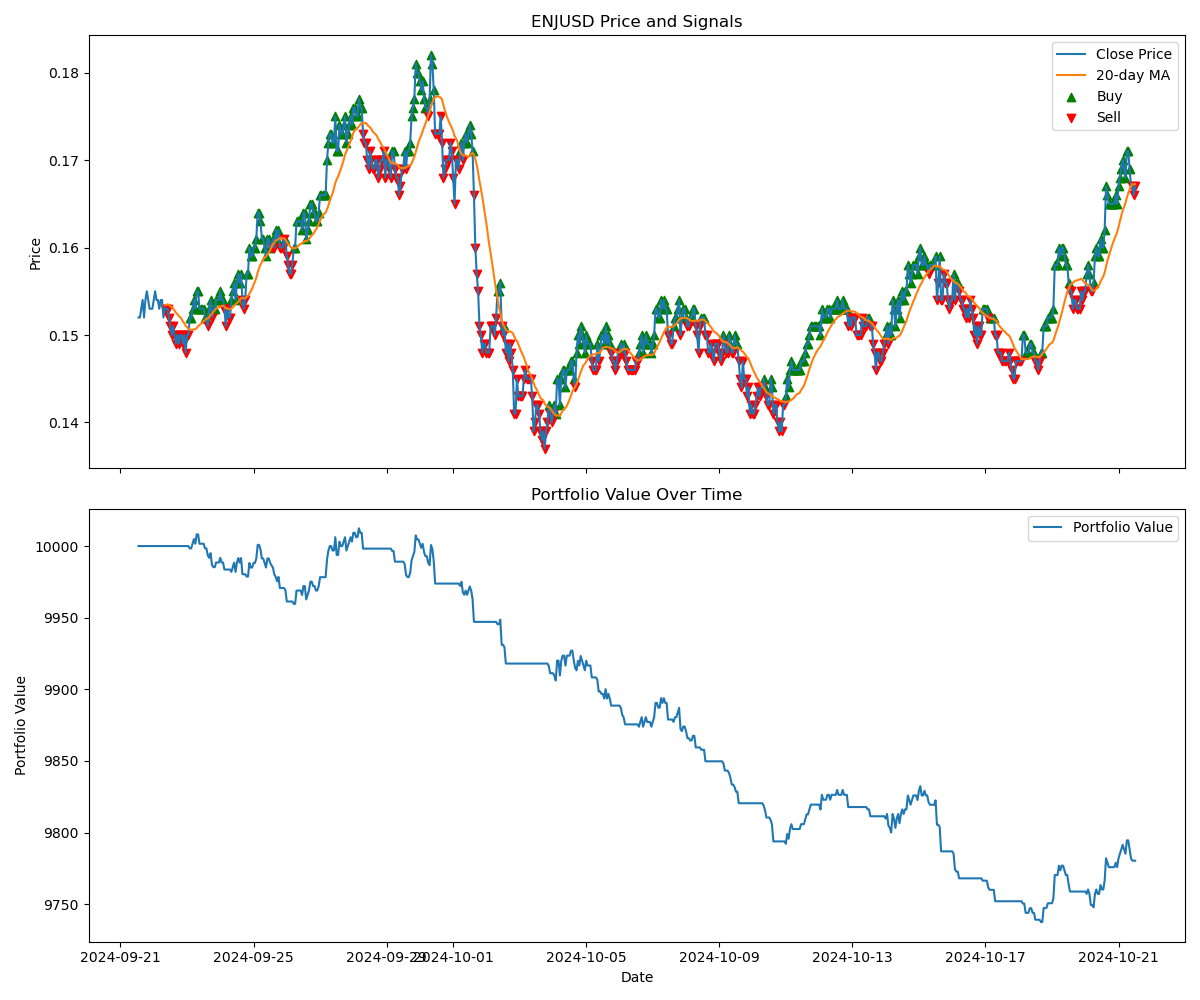 ENJUSD Price and Signals
Close Price
20-day MA
Buy
Sell
0.18
0.17
0.16
0.15
0.14
Price
Portfolio Value Over Time
Portfolio Value
10000
9950
9900
9850
9800
9750
Portfolio Value
2024-09-21
2024-09-25
2024-09-29
2024-10-01
2024-10-05
2024-10-09
2024-10-13
2024-10-17
2024-10-21
Date